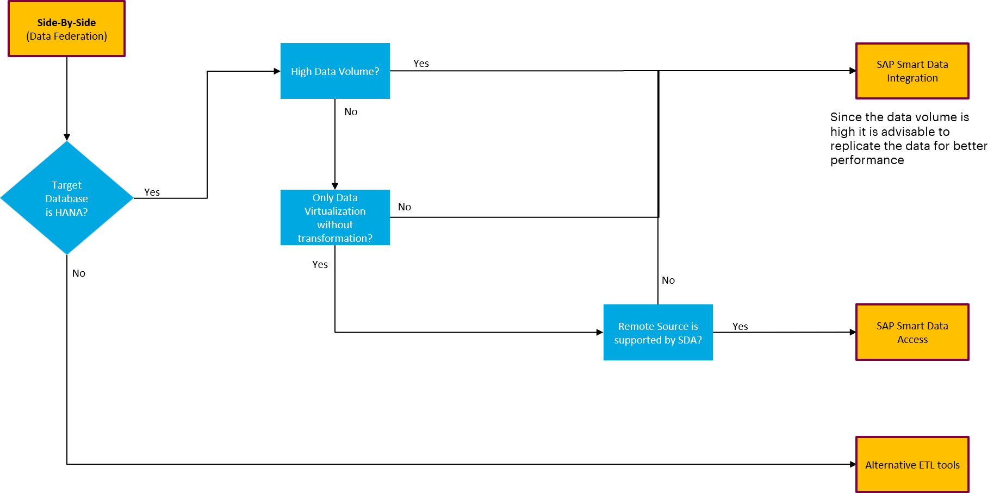 Side-By-Side
(Data Federation)
High Data Volume?
Yes
SAP Smart Data
Integration
No
Since the data volume is
high it is advisable to
replicate the data for better
performance
Target
Database
is HANA?
Yes
Only Data
Virtualization
without
transformation?
No
Yes
No
No
Remote Source is
supported by SDA?
Yes
SAP Smart Data
Access
Alternative ETL tools